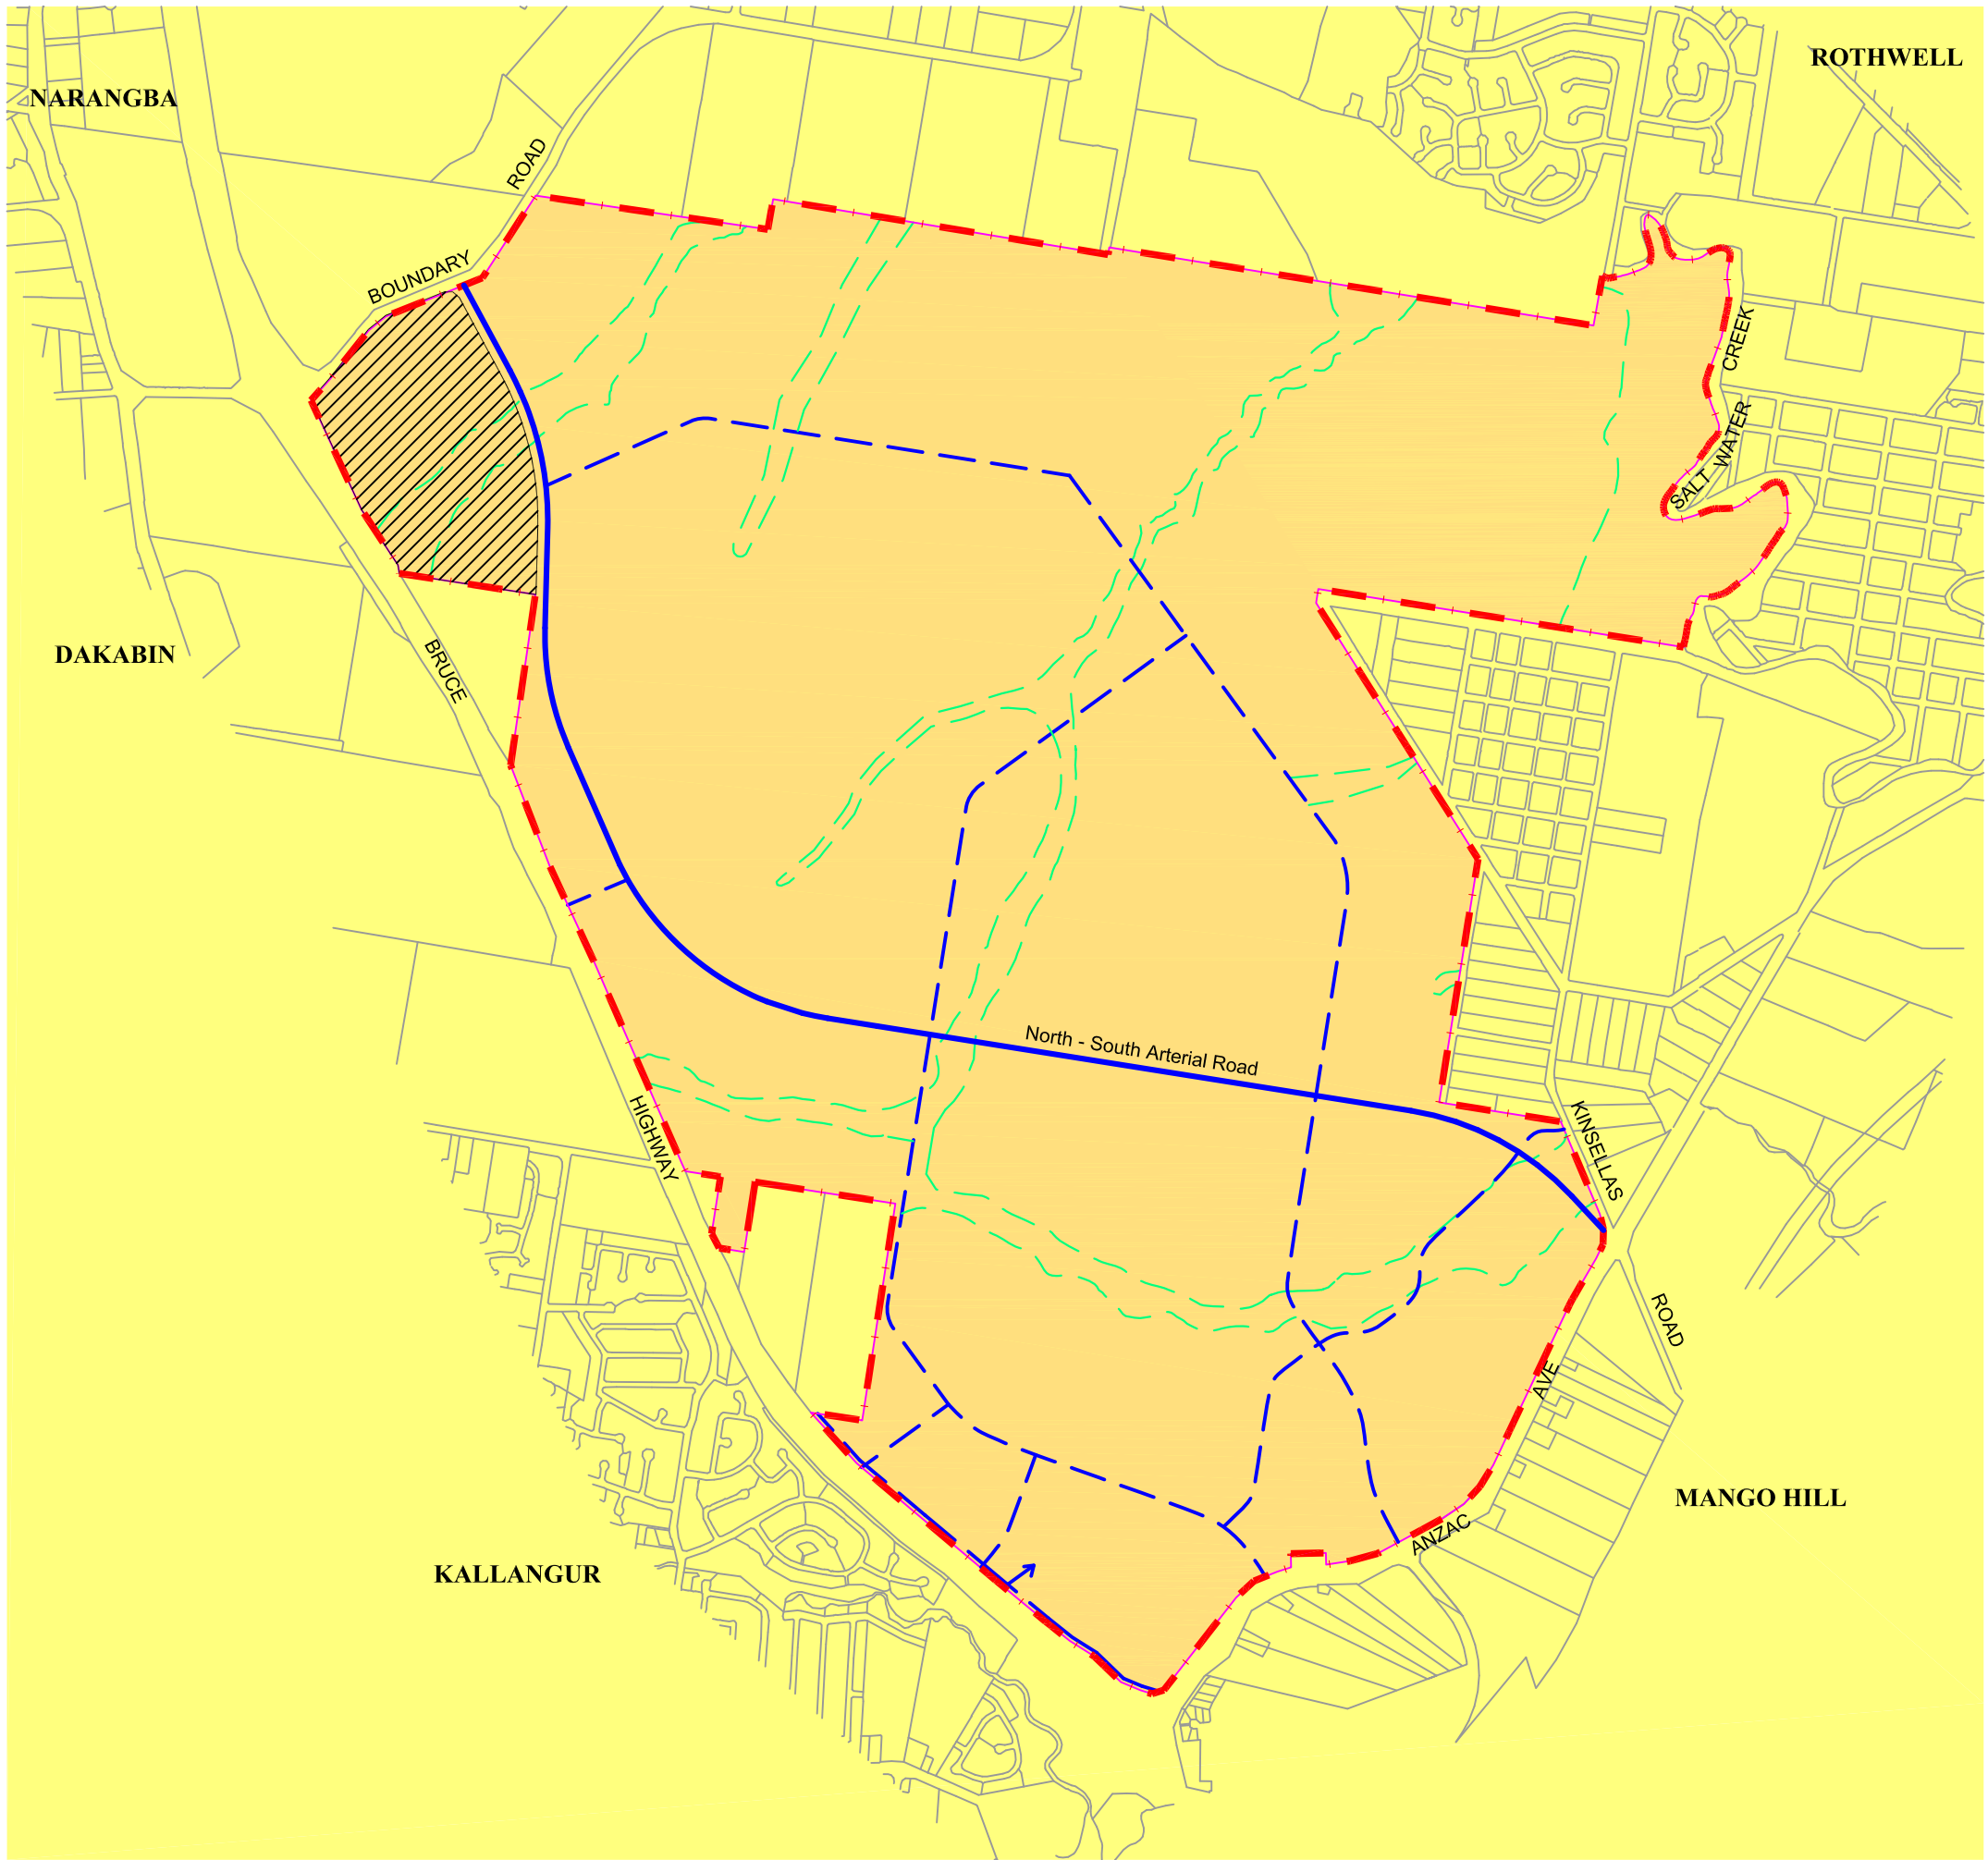 ROTHWELL
NARANGBA
ROAD
BOUNDARY
CREEK
WATER
SALT
DAKABIN
BRUCE
North - South Arterial Road
HIGHWAY
KINSELLAS
ROAD
AVE
MANGO HILL
ANZAC
KALLANGUR